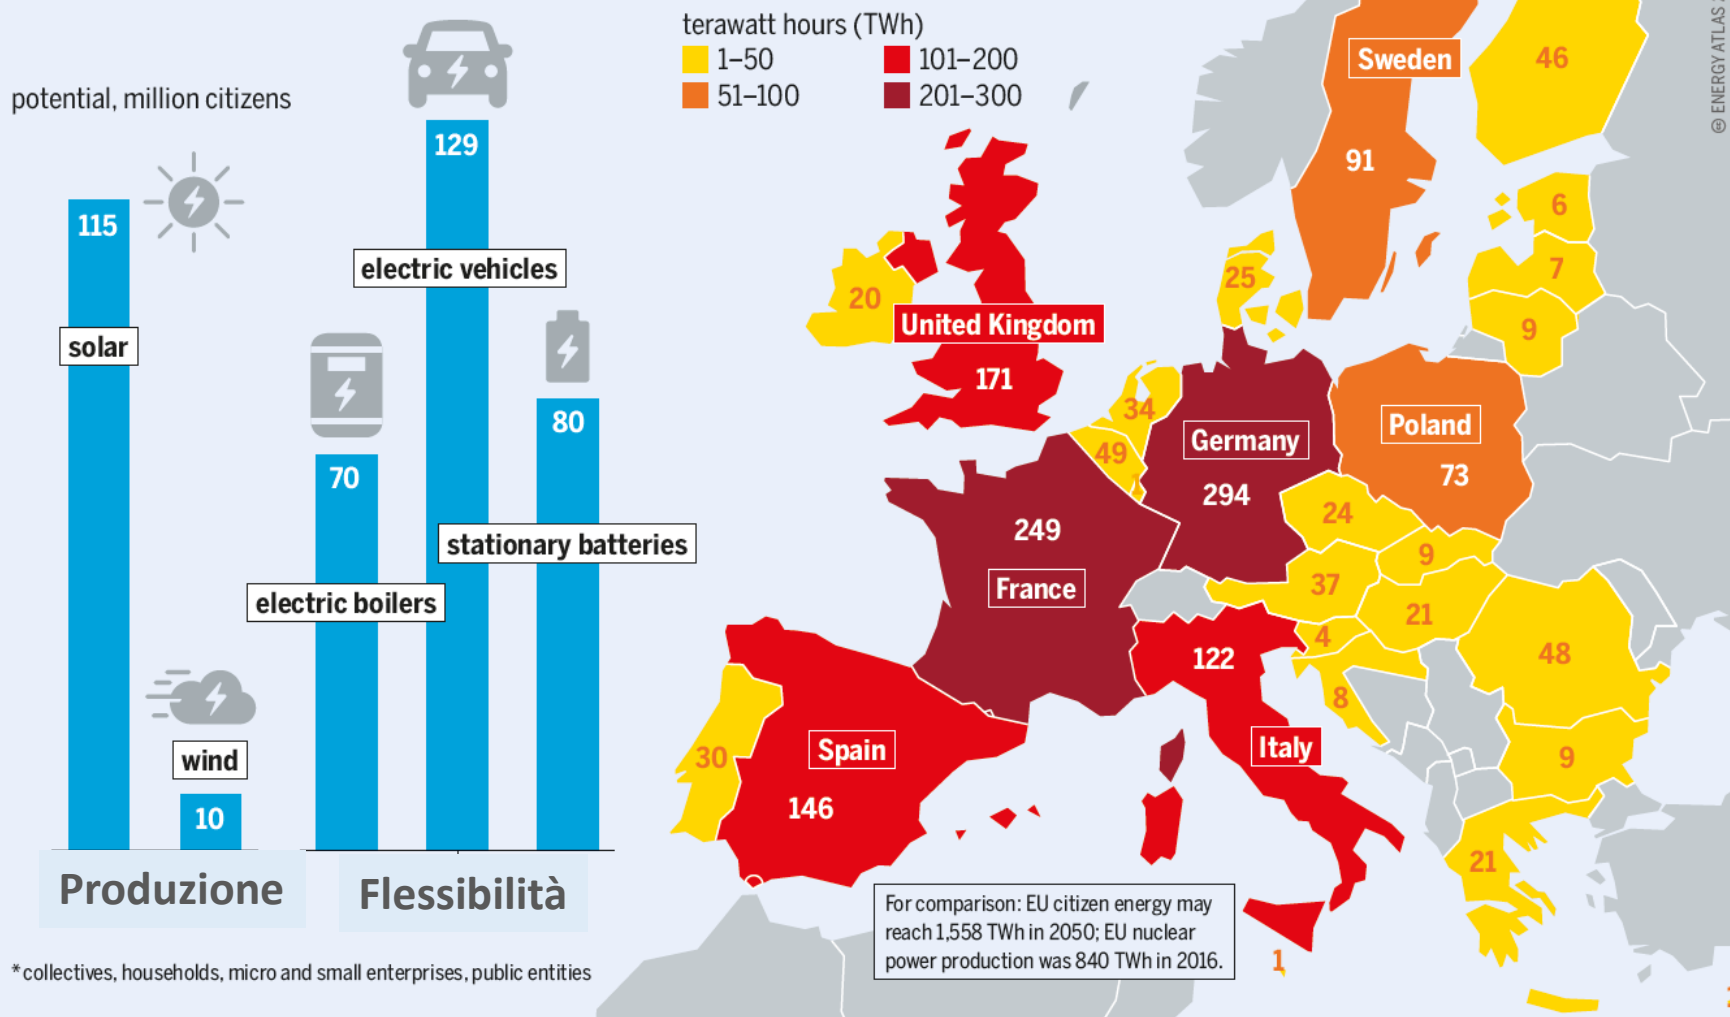 potential, million citizens
115
solar
wind
10
70
electric boilers
129
electric vehicles
80
stationary batteries
Produzione
Flessibilità
*collectives, households, micro and small enterprises, public entities
terawatt hours (TWh)
1–50
51–100
101–200
201–300
Sweden
91
46
6
7
9
25
20
United Kingdom
171
34
49
1
Germany
294
Poland
73
24
9
37
21
4
8
48
9
21
249
France
122
Italy
Spain
146
30
1
For comparison: EU citizen energy may
reach 1,558 TWh in 2050; EU nuclear
power production was 840 TWh in 2016.
ENERGY ATLAS